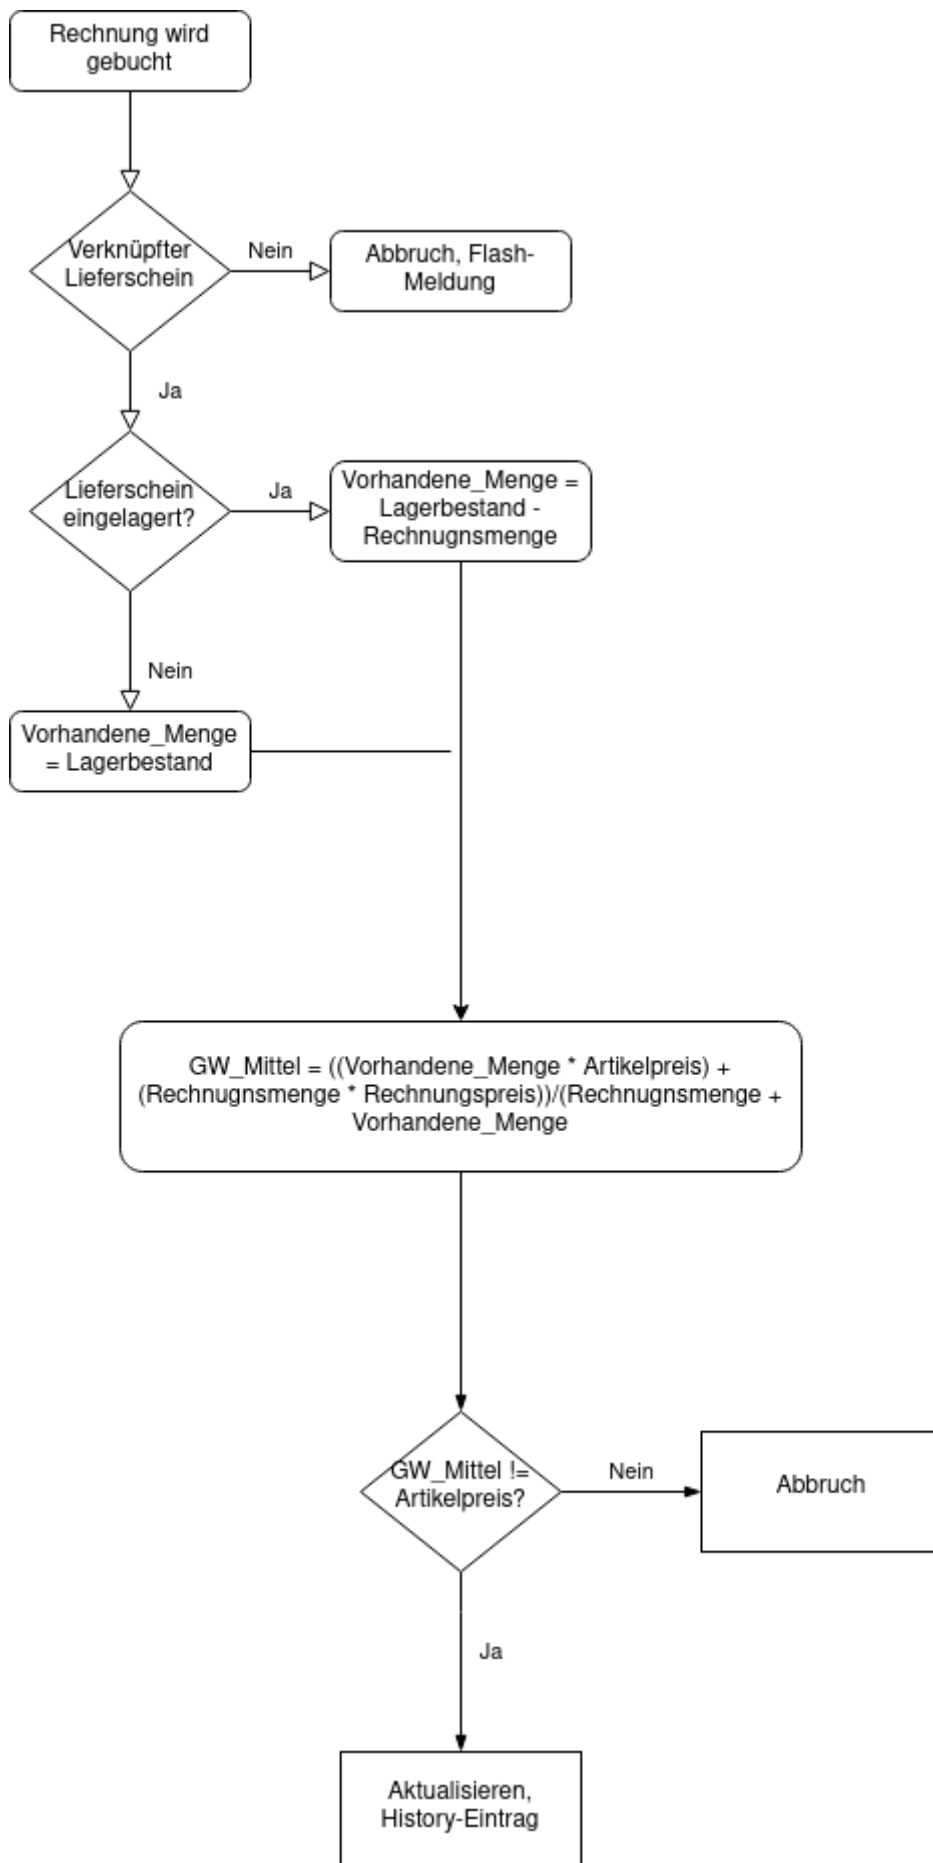 Rechnung wird
gebucht
Verknüpfter
Lieferschein
Nein
Abbruch, Flash-
Meldung
Ja
Lieferschein
eingelagert?
Ja
Vorhandene_Menge =
Lagerbestand -
Rechnugnsmenge
Nein
Vorhandene_Menge
= Lagerbestand
GW_Mittel = ((Vorhandene_Menge * Artikelpreis) +
(Rechnugnsmenge * Rechnungspreis))/(Rechnugnsmenge +
Vorhandene_Menge
GW_Mittel !=
Artikelpreis?
Nein
Abbruch
Ja
Aktualisieren,
History-Eintrag